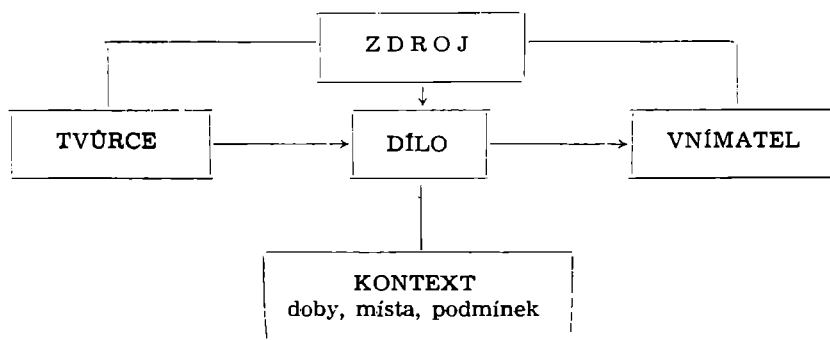 ZDROJ
TVŮRCE
DÍLO
VNÍMATEL
KONTEXT
doby, místa, podmínek